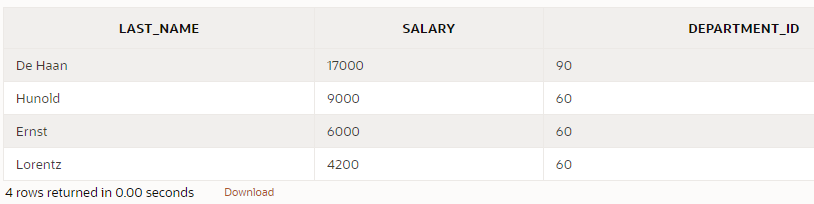 LAST_NAME SALARY DEPARTMENT_ID
De Haan 17000 90
Hunold 9000 60
Ernst 6000 60
Lorentz 4200 60
4 rows returned in 0.00 seconds Download